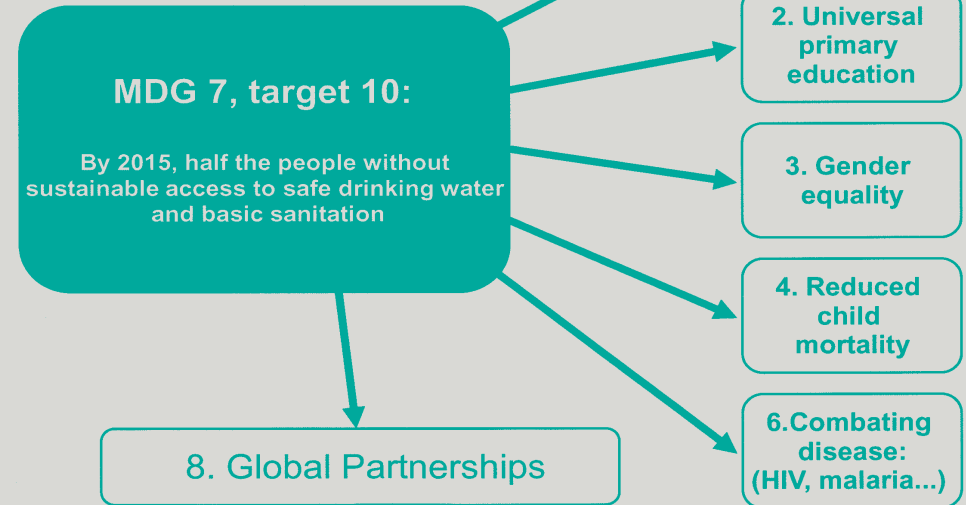 MDG 7, target 10:
By 2015, half the people without
sustainable access to safe drinking water
and basic sanitation
2. Universal
primary
education
3. Gender
equality
4. Reduced
child
mortality
6.Combating
disease:
(HIV, malaria...)
8. Global Partnerships